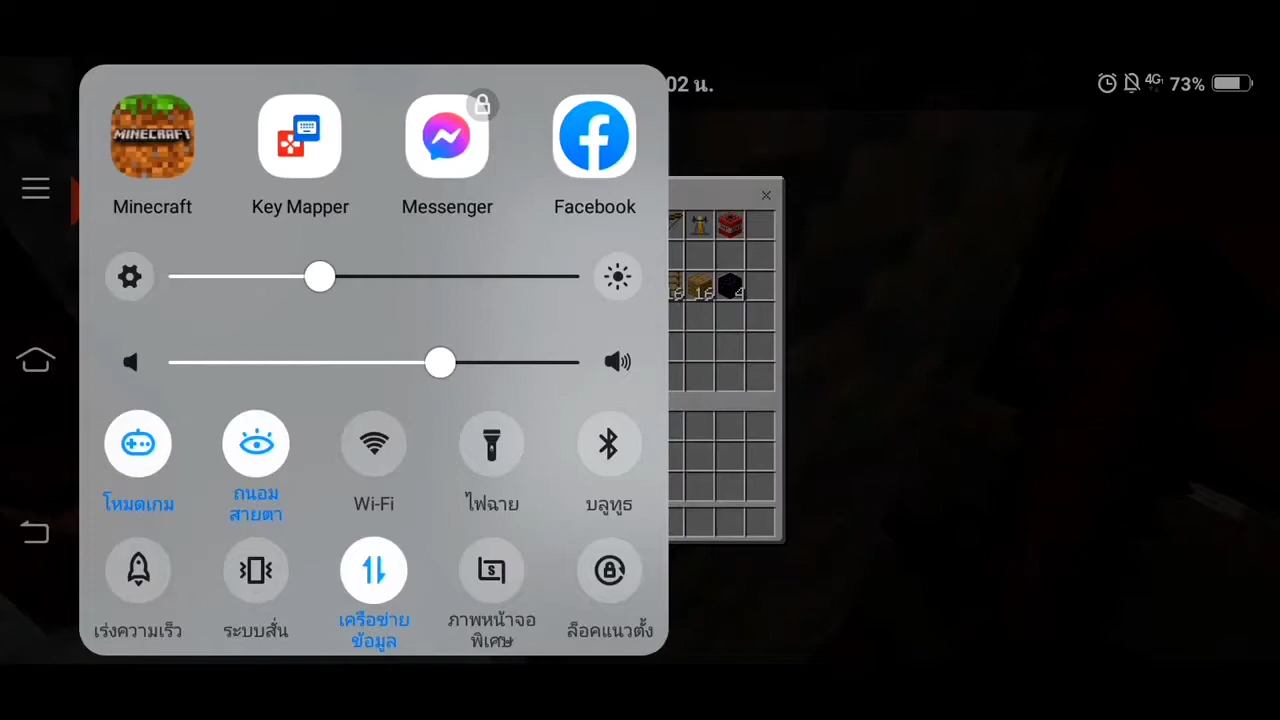 02 น.
4G
73%
MINECRAFT
Minecraft
Key Mapper
Messenger
Facebook
16
16
4
โหมดเกม
ถนอม
สายตา
Wi-Fi
ไฟฉาย
บลูทูธ
S
เร่งความเร็ว
ระบบสั่น
เครือข่าย
ข้อมูล
ภาพหน้าจอ
พิเศษ
ล็อคแนวตั้ง